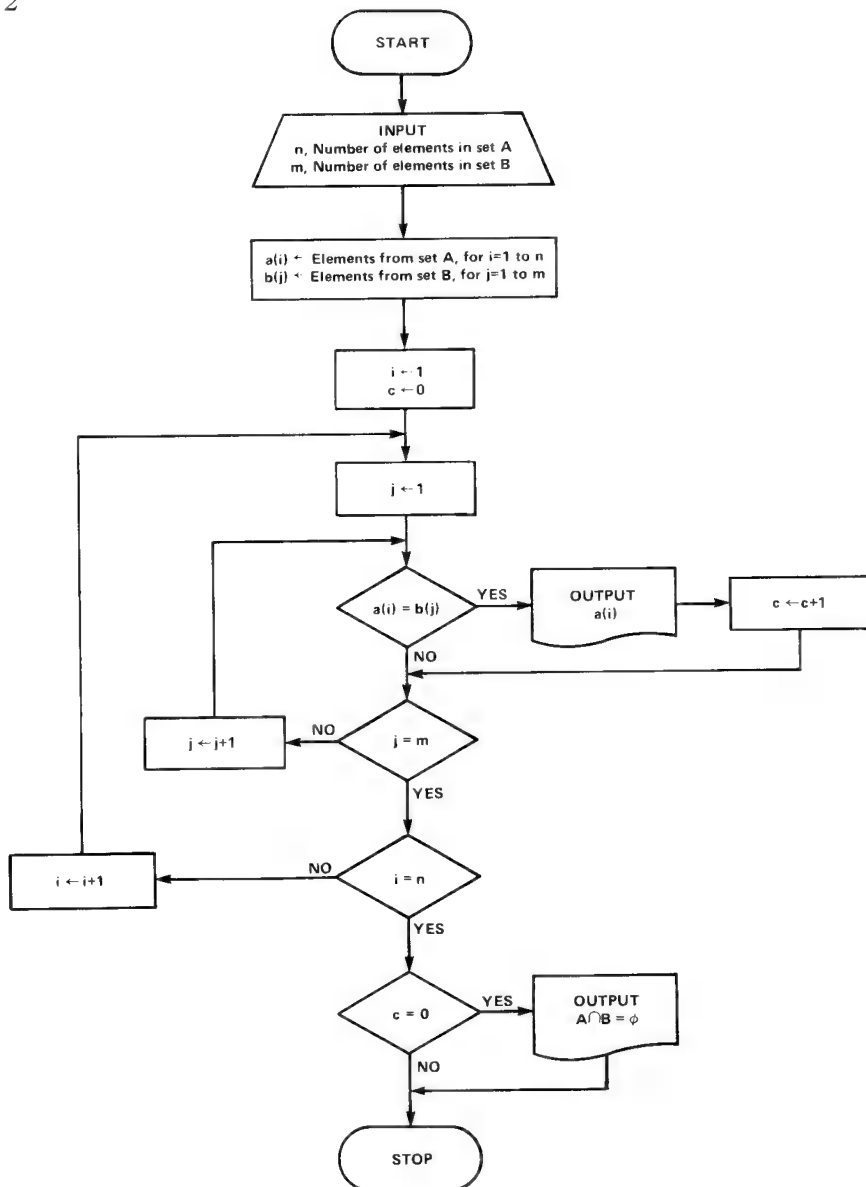 2
START
INPUT
n, Number of elements in set A
m, Number of elements in set B
a(i) ← Elements from set A, for i=1 to n
b(j) ← Elements from set B, for j=1 to m
i ← 1
c ← 0
j ← 1
a(i) = b(j)
YES
OUTPUT
a(i)
c ← c+1
NO
j = m
NO
j ← j+1
YES
i = n
NO
i ← i+1
YES
c = 0
YES
OUTPUT
A∩B = ϕ
NO
STOP